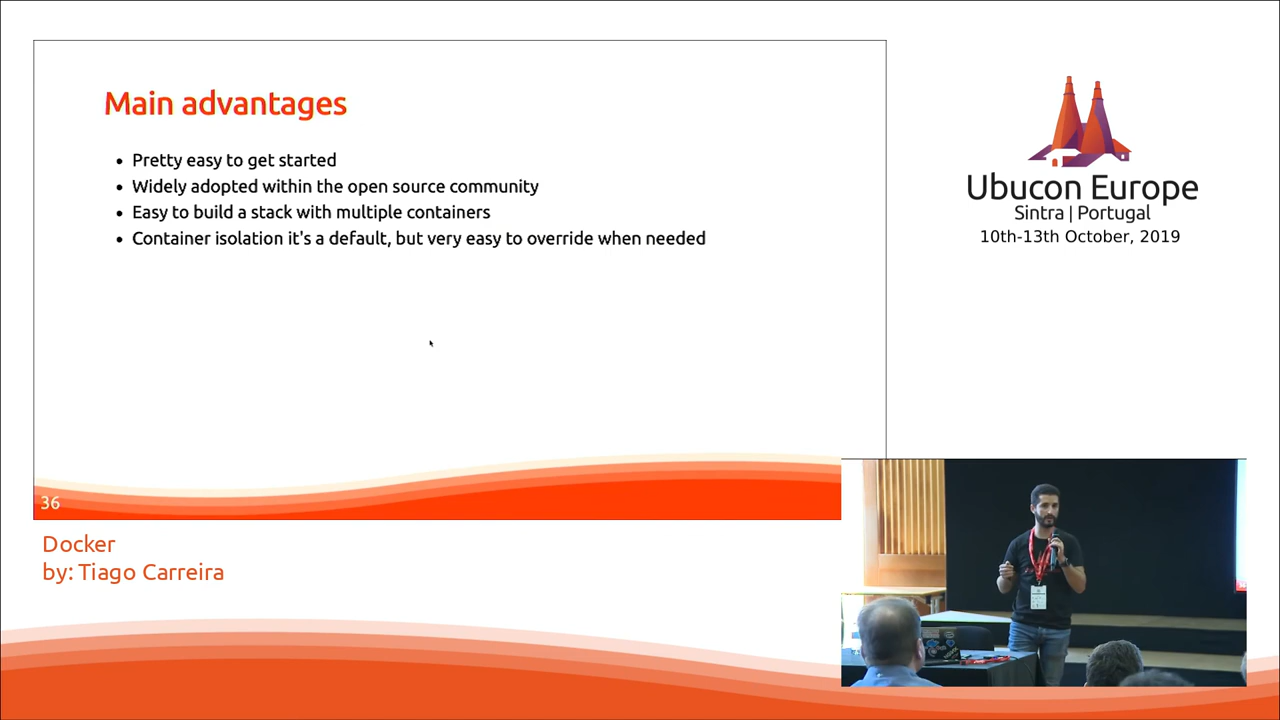 Main advantages
• Pretty easy to get started
• Widely adopted within the open source community
• Easy to build a stack with multiple containers
• Container isolation it's a default, but very easy to override when needed
36
Docker
by: Tiago Carreira
Ubucon Europe
Sintra | Portugal
10th-13th October, 2019